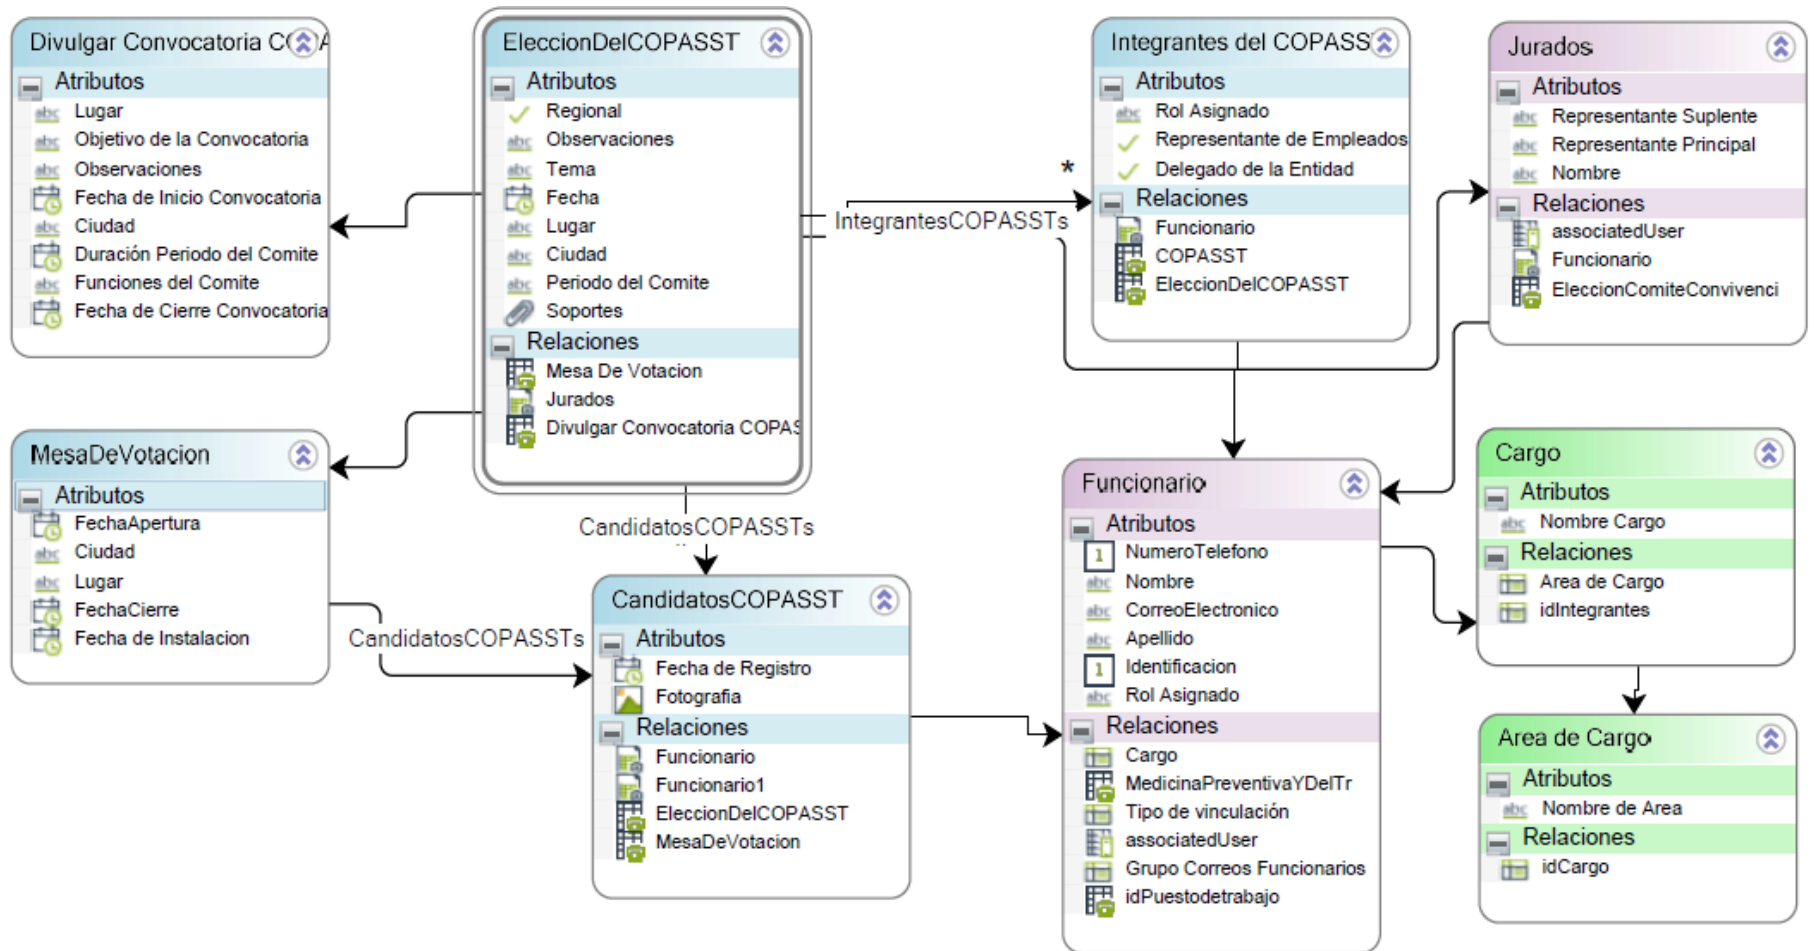 Divulgar Convocatoria CO
Atributos
Lugar
Objetivo de la Convocatoria
Observaciones
Fecha de Inicio Convocatoria
Ciudad
Duración Periodo del Comite
Funciones del Comite
Fecha de Cierre Convocatoria
EleccionDelCOPASST
Atributos
Regional
Observaciones
Tema
Fecha
Lugar
Ciudad
Periodo del Comite
Soportes
Relaciones
Mesa De Votacion
Jurados
Divulgar Convocatoria COPAS
IntegrantesCOPASSTs
*
Integrantes del COPASS
Atributos
Rol Asignado
Representante de Empleados
Delegado de la Entidad
Relaciones
Funcionario
COPASST
EleccionDelCOPASST
Jurados
Atributos
Representante Suplente
Representante Principal
Nombre
Relaciones
associatedUser
Funcionario
EleccionComiteConvivenci
MesaDeVotacion
Atributos
FechaApertura
Ciudad
Lugar
FechaCierre
Fecha de Instalacion
CandidatosCOPASSTs
CandidatosCOPASSTs
CandidatosCOPASST
Atributos
Fecha de Registro
Fotografia
Relaciones
Funcionario
Funcionario1
EleccionDelCOPASST
MesaDeVotacion
Funcionario
Atributos
NumeroTelefono
Nombre
CorreoElectronico
Apellido
Identificacion
Rol Asignado
Relaciones
Cargo
MedicinaPreventivaYDelTr
Tipo de vinculación
associatedUser
Grupo Correos Funcionarios
idPuestodetrabajo
Cargo
Atributos
Nombre Cargo
Relaciones
Area de Cargo
idIntegrantes
Area de Cargo
Atributos
Nombre de Area
Relaciones
idCargo